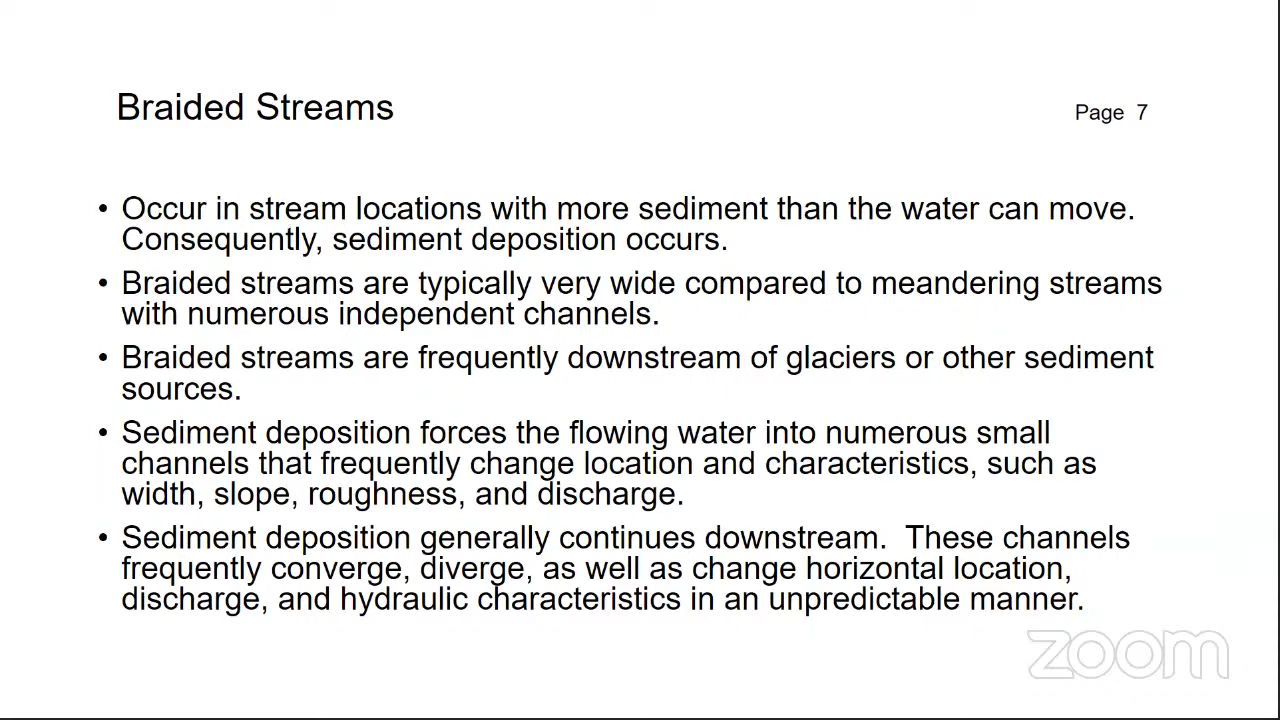 Braided Streams
Page 7
• Occur in stream locations with more sediment than the water can move.
Consequently, sediment deposition occurs.
• Braided streams are typically very wide compared to meandering streams
with numerous independent channels.
• Braided streams are frequently downstream of glaciers or other sediment
sources.
• Sediment deposition forces the flowing water into numerous small
channels that frequently change location and characteristics, such as
width, slope, roughness, and discharge.
• Sediment deposition generally continues downstream.  These channels
frequently converge, diverge, as well as change horizontal location,
discharge, and hydraulic characteristics in an unpredictable manner.
zoom